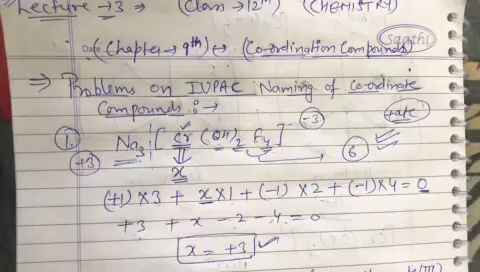 Lecture → 3 → (Class → 12th) (CHEMISTRY)
Saathi
Date (Chapter → 9th) ↔ (Co-ordination Compounds)
⇒ Problems on IUPAC Naming of co-ordinate
Compounds :→
① Na3 [Cr (OH)2 F4] -3 ⑥
+3 x
(+1)×3 + x×1 + (-1)×2 + (-1)×4 = 0
+3 + x - 2 - 4 = 0
x = +3